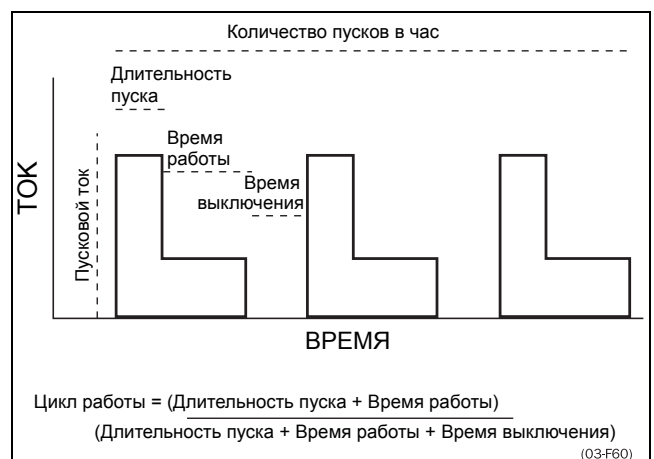 Количество пусков в час
Длительность
пуска
Время
работы
Время
выключения
Пусковой ток
ТОК
ВРЕМЯ
Цикл работы = (Длительность пуска + Время работы)
(Длительность пуска + Время работы + Время выключения)
(03-F60)